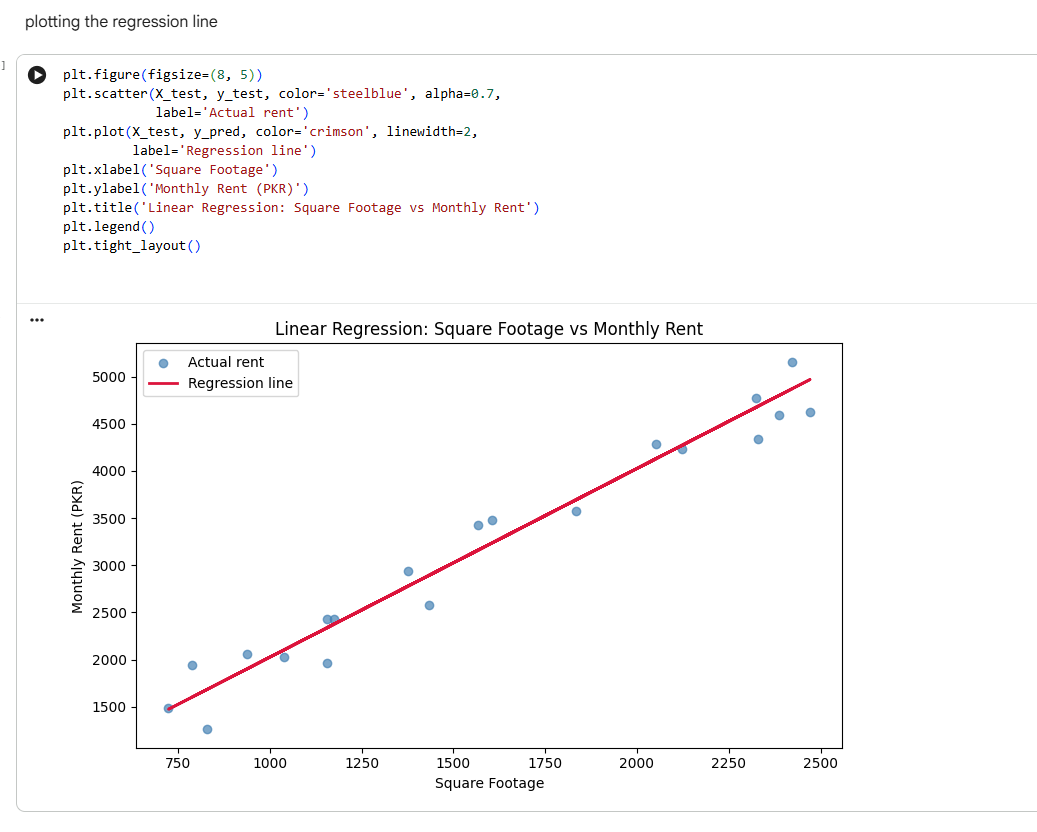 plotting the regression line
]
plt.figure(figsize=(8, 5))
plt.scatter(X_test, y_test, color='steelblue', alpha=0.7,
            label='Actual rent')
plt.plot(X_test, y_pred, color='crimson', linewidth=2,
         label='Regression line')
plt.xlabel('Square Footage')
plt.ylabel('Monthly Rent (PKR)')
plt.title('Linear Regression: Square Footage vs Monthly Rent')
plt.legend()
plt.tight_layout()
Linear Regression: Square Footage vs Monthly Rent
Actual rent
Regression line
5000
4500
4000
3500
3000
2500
2000
1500
Monthly Rent (PKR)
750 1000 1250 1500 1750 2000 2250 2500
Square Footage